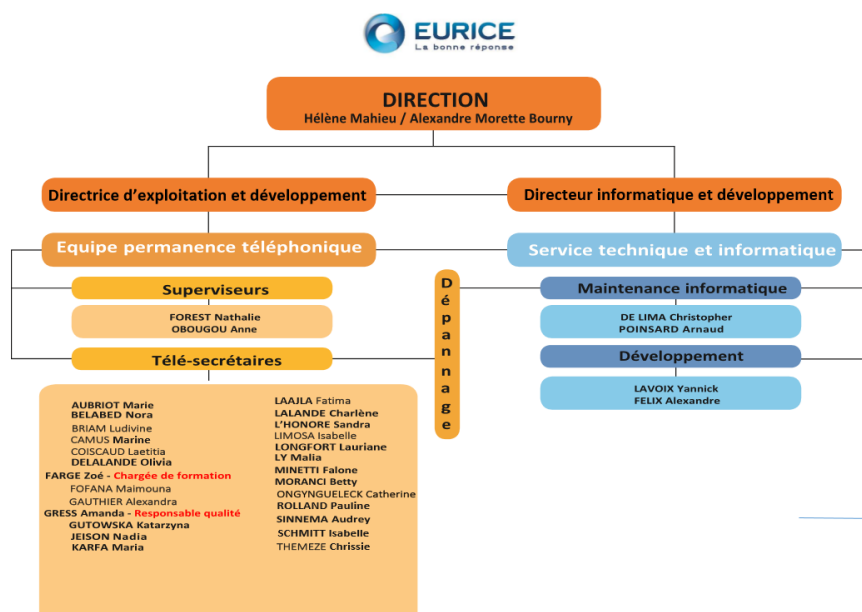 EURICE
La bonne réponse
DIRECTION
Hélène Mahieu / Alexandre Morette Bourny
Directrice d'exploitation et développement
Directeur informatique et développement
Equipe permanence téléphonique
Service technique et informatique
Superviseurs
FOREST Nathalie
OBOUGOU Anne
Télé-secrétaires
AUBRIOT Marie
BELABED Nora
BRIAM Ludivine
CAMUS Marine
COISCAUD Laetitia
DELALANDE Olivia
FARGE Zoé - Chargée de formation
FOFANA Maimouna
GAUTHIER Alexandra
GRESS Amanda - Responsable qualité
GUTOWSKA Katarzyna
JEISON Nadia
KARFA Maria
LAAJLA Fatima
LALANDE Charlène
L'HONORE Sandra
LIMOSA Isabelle
LONGFORT Lauriane
LY Malia
MINETTI Falone
MORANCI Betty
ONGYNGUELECK Catherine
ROLLAND Pauline
SINNEMA Audrey
SCHMITT Isabelle
THEMEZE Chrissie
Dépannage
Maintenance informatique
DE LIMA Christopher
POINSARD Arnaud
Développement
LAVOIX Yannick
FELIX Alexandre